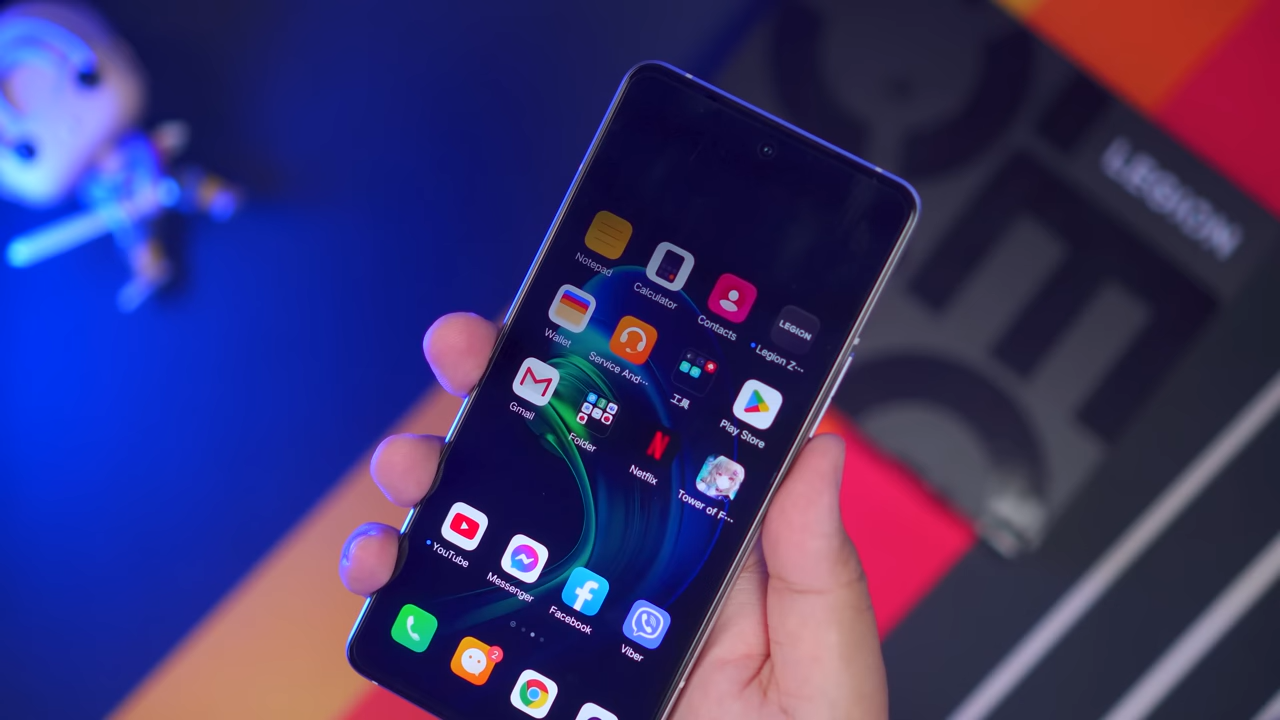 LEGION
Notepad
Calculator
Contacts
LEGION
Legion Z...
Wallet
Service And...
工具
Play Store
Gmail
Folder
Netflix
Tower of F...
YouTube
Messenger
Facebook
Viber
2